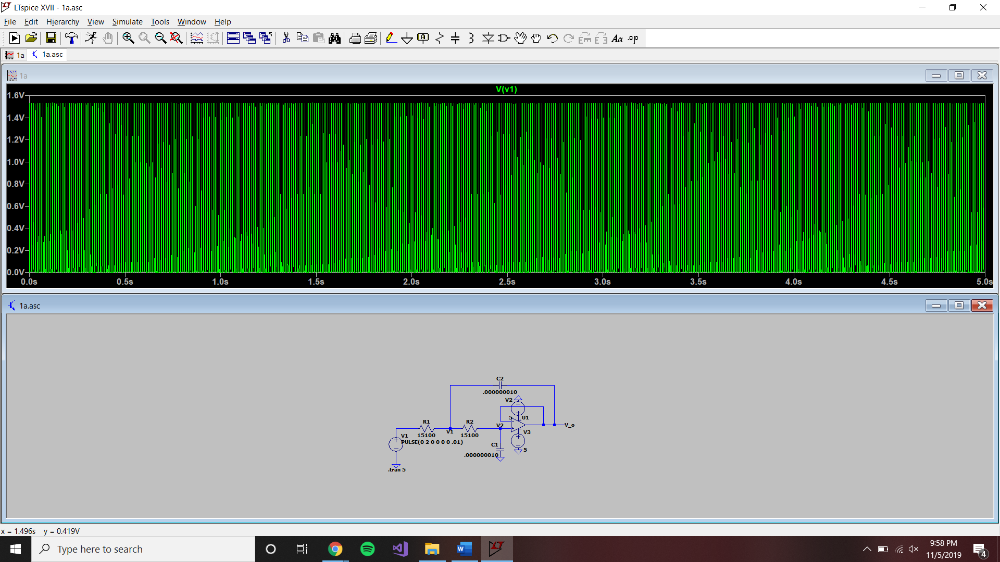 LTspice XVII - 1a.asc
File Edit Hierarchy View Simulate Tools Window Help
Aa .op
1a 1a.asc
1a
V(v1)
1.6V
1.4V
1.2V
1.0V
0.8V
0.6V
0.4V
0.2V
0.0V
0.0s 0.5s 1.0s 1.5s 2.0s 2.5s 3.0s 3.5s 4.0s 4.5s 5.0s
1a.asc
C2
.000000010
V2
5
U1
R1
15100
V1
R2
15100
V2
V_o
V3
5
V1
PULSE(0 2 0 0 0 0 .01)
C1
.000000010
.tran 5
x = 1.496s y = 0.419V
Type here to search
9:58 PM
11/5/2019
4